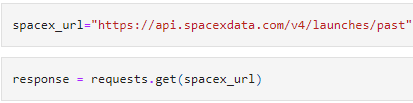 spacex_url="https://api.spacexdata.com/v4/launches/past"
response = requests.get(spacex_url)